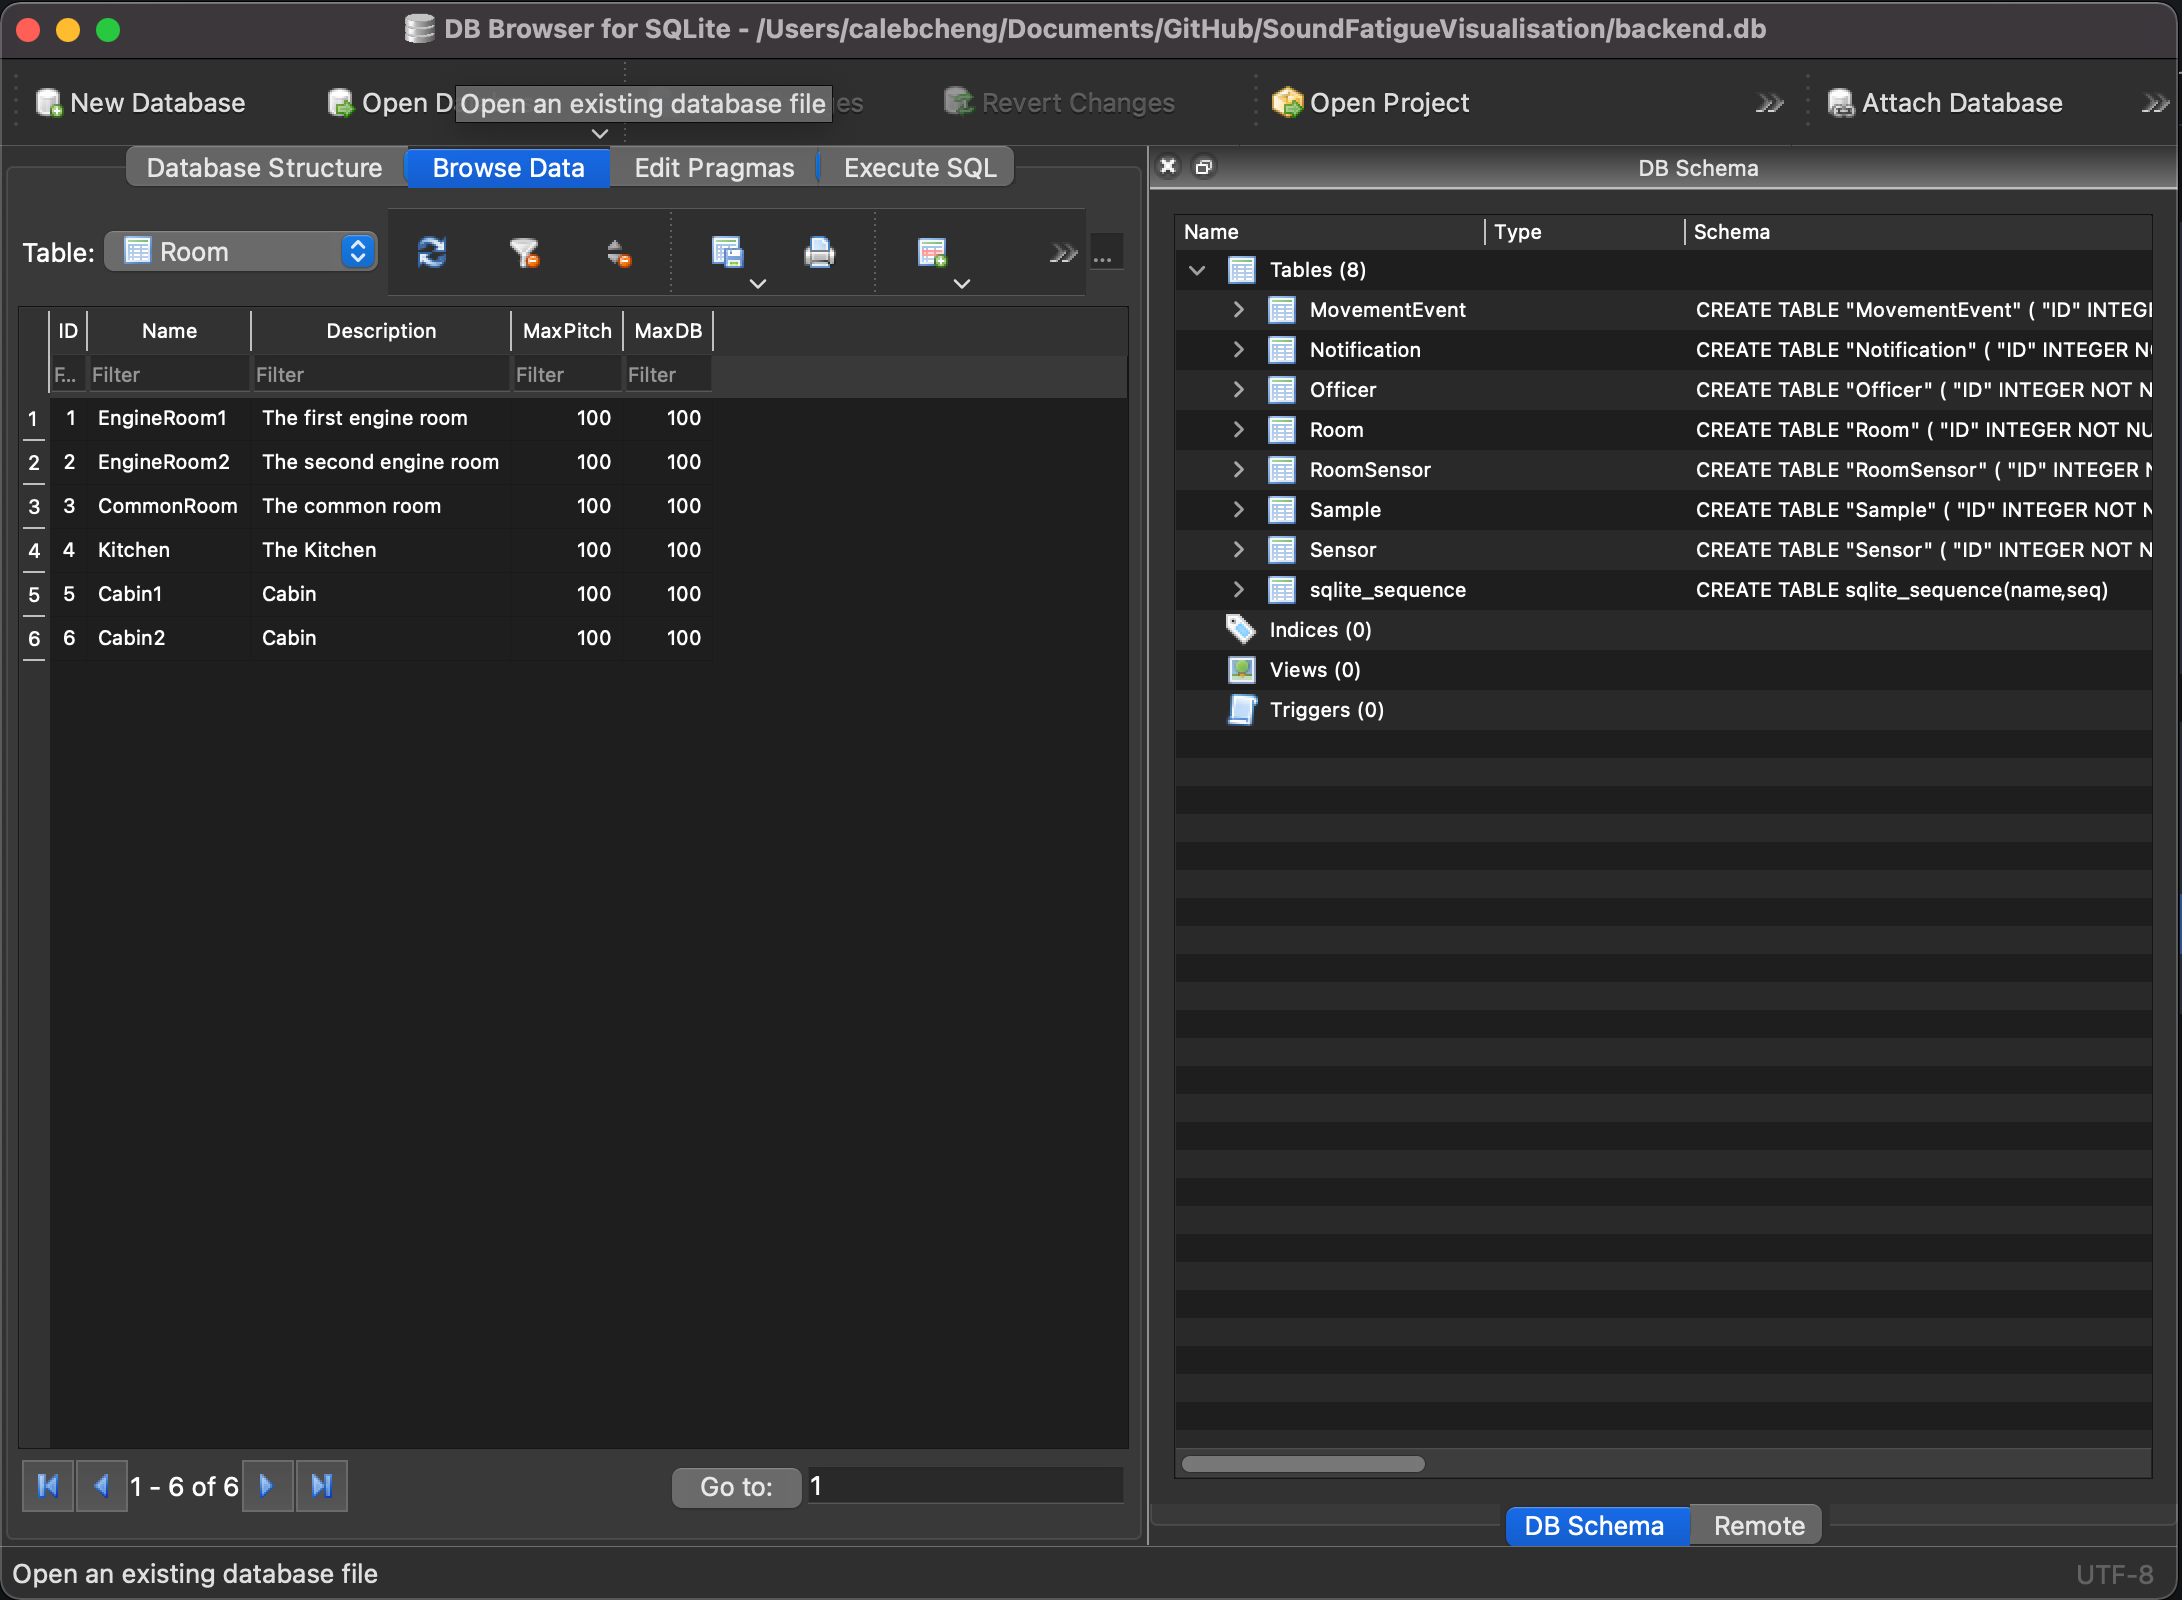 DB Browser for SQLite - /Users/calebcheng/Documents/GitHub/SoundFatigueVisualisation/backend.db
New Database
Open D
Open an existing database file
es
Revert Changes
Open Project
Attach Database
Database Structure
Browse Data
Edit Pragmas
Execute SQL
Table:
Room
...
ID Name Description MaxPitch MaxDB
F... Filter Filter Filter Filter
1 1 EngineRoom1 The first engine room 100 100
2 2 EngineRoom2 The second engine room 100 100
3 3 CommonRoom The common room 100 100
4 4 Kitchen The Kitchen 100 100
5 5 Cabin1 Cabin 100 100
6 6 Cabin2 Cabin 100 100
1 - 6 of 6
Go to:
1
DB Schema
Name Type Schema
Tables (8)
MovementEvent CREATE TABLE "MovementEvent" ( "ID" INTEG
Notification CREATE TABLE "Notification" ( "ID" INTEGER N
Officer CREATE TABLE "Officer" ( "ID" INTEGER NOT N
Room CREATE TABLE "Room" ( "ID" INTEGER NOT NU
RoomSensor CREATE TABLE "RoomSensor" ( "ID" INTEGER
Sample CREATE TABLE "Sample" ( "ID" INTEGER NOT N
Sensor CREATE TABLE "Sensor" ( "ID" INTEGER NOT N
sqlite_sequence CREATE TABLE sqlite_sequence(name,seq)
Indices (0)
Views (0)
Triggers (0)
DB Schema
Remote
Open an existing database file
UTF-8